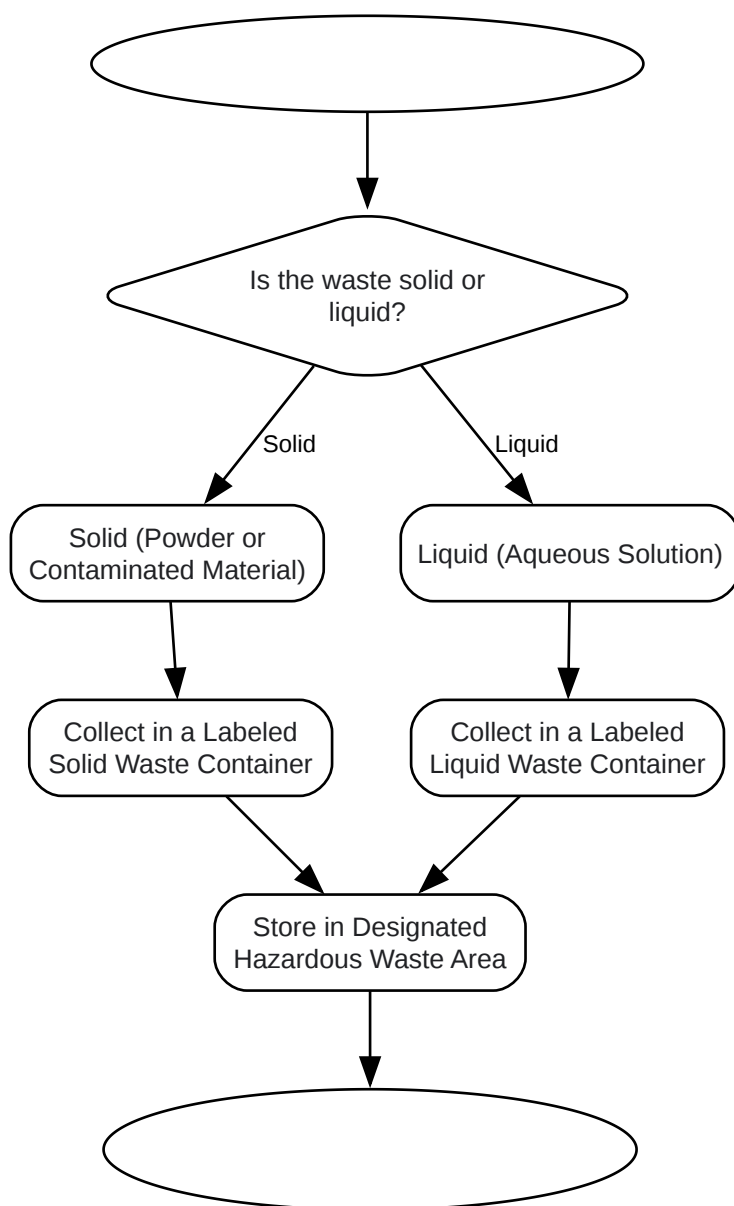 Is the waste solid or
liquid?
Solid
Liquid
Solid (Powder or
Contaminated Material)
Liquid (Aqueous Solution)
Collect in a Labeled
Solid Waste Container
Collect in a Labeled
Liquid Waste Container
Store in Designated
Hazardous Waste Area